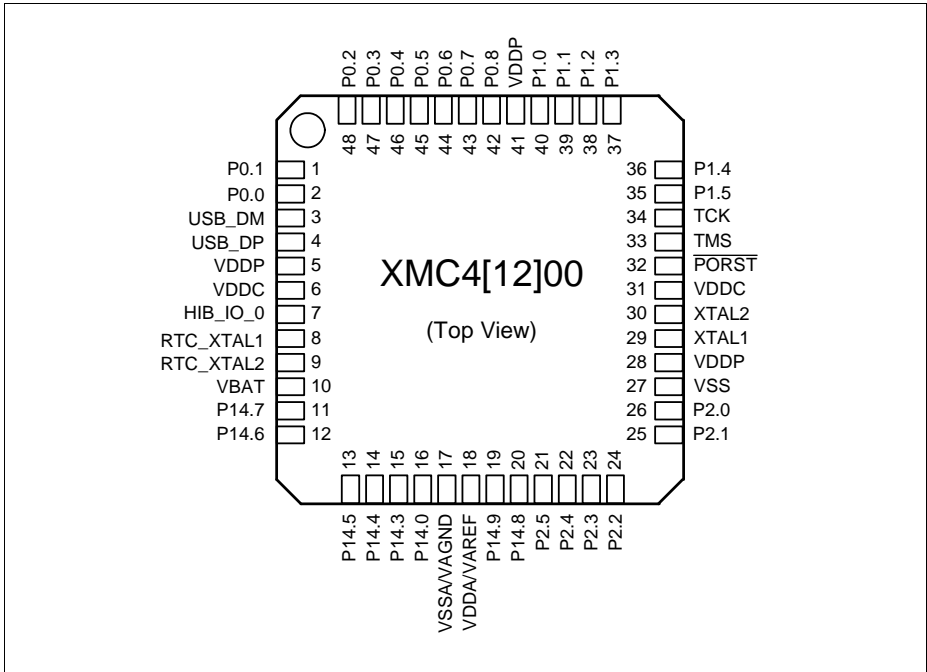 P0.2
P0.3
P0.4
P0.5
P0.6
P0.7
P0.8
VDDP
P1.0
P1.1
P1.2
P1.3
48
47
46
45
44
43
42
41
40
39
38
37
P0.1 1
P0.0 2
USB_DM 3
USB_DP 4
VDDP 5
VDDC 6
HIB_IO_0 7
RTC_XTAL1 8
RTC_XTAL2 9
VBAT 10
P14.7 11
P14.6 12
XMC4[12]00
(Top View)
36 P1.4
35 P1.5
34 TCK
33 TMS
32 PORST
31 VDDC
30 XTAL2
29 XTAL1
28 VDDP
27 VSS
26 P2.0
25 P2.1
13
14
15
16
17
18
19
20
21
22
23
24
P14.5
P14.4
P14.3
P14.0
VSSA/VAGND
VDDA/VAREF
P14.9
P14.8
P2.5
P2.4
P2.3
P2.2